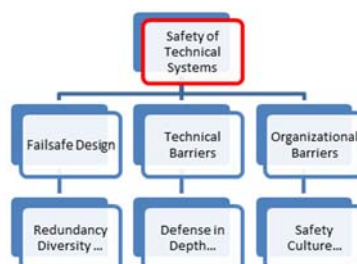 Safety of
Technical
Systems
Failsafe Design
Technical
Barriers
Organizational
Barriers
Redundancy
Diversity ...
Defense in
Depth...
Safety
Culture...